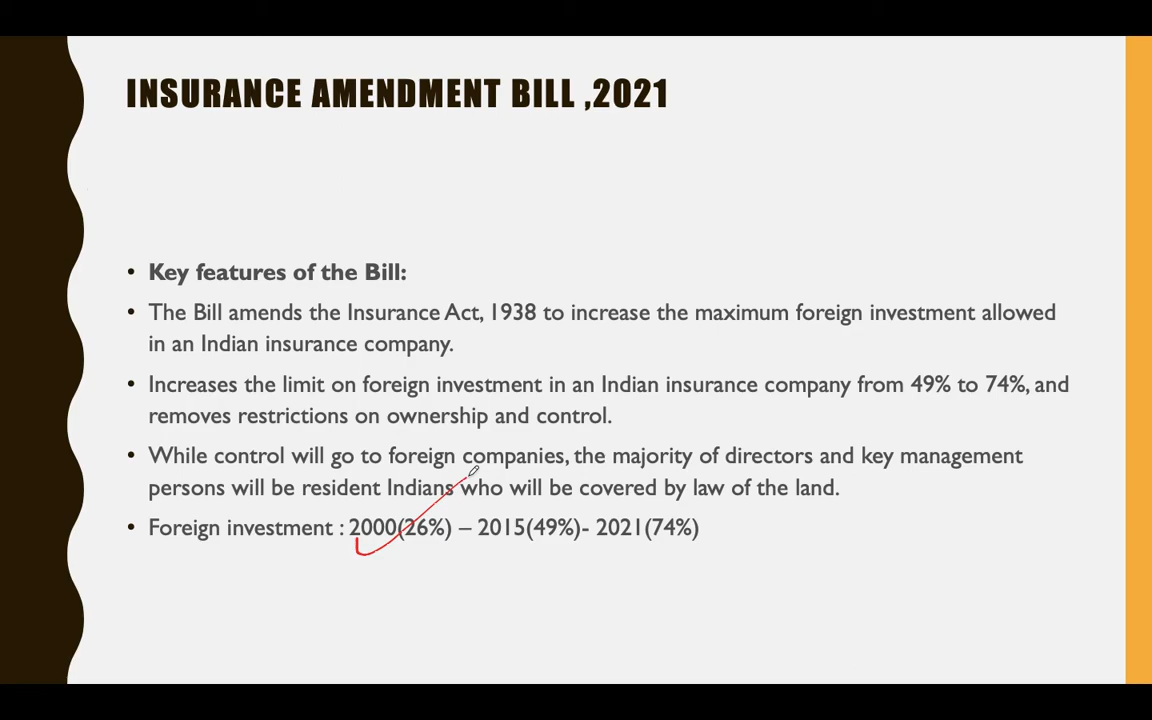 INSURANCE AMENDMENT BILL ,2021
• Key features of the Bill:
• The Bill amends the Insurance Act, 1938 to increase the maximum foreign investment allowed
in an Indian insurance company.
• Increases the limit on foreign investment in an Indian insurance company from 49% to 74%, and
removes restrictions on ownership and control.
• While control will go to foreign companies, the majority of directors and key management
persons will be resident Indians who will be covered by law of the land.
• Foreign investment : 2000(26%) – 2015(49%)- 2021(74%)